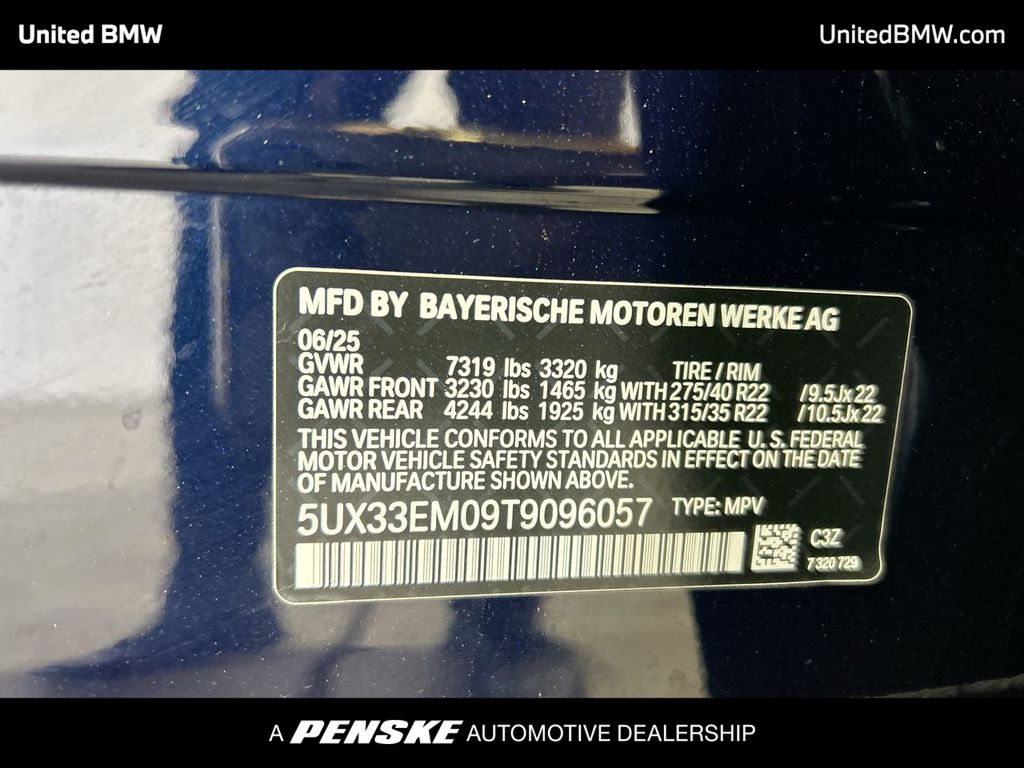 United BMW
UnitedBMW.com
MFD BY BAYERISCHE MOTOREN WERKE AG
06/25
GVWR 7319 lbs 3320 kg TIRE / RIM
GAWR FRONT 3230 lbs 1465 kg WITH 275/40 R22 /9.5Jx22
GAWR REAR 4244 lbs 1925 kg WITH 315/35 R22 /10.5Jx22
THIS VEHICLE CONFORMS TO ALL APPLICABLE U.S. FEDERAL
MOTOR VEHICLE SAFETY STANDARDS IN EFFECT ON THE DATE
OF MANUFACTURE SHOWN ABOVE.
5UX33EM09T9096057 TYPE: MPV
C3Z
7 320 729
A PENSKE AUTOMOTIVE DEALERSHIP